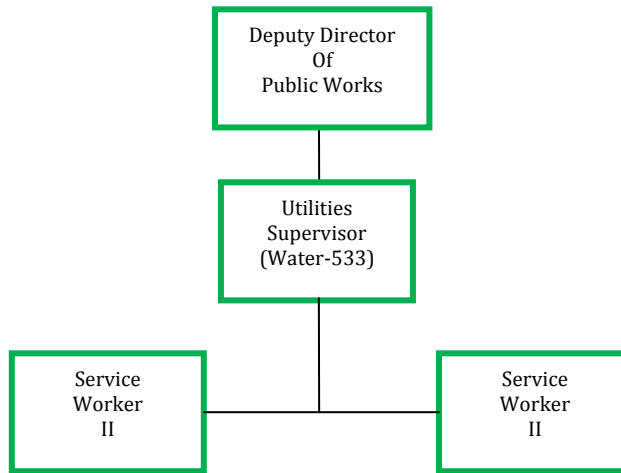 Deputy Director
Of
Public Works
Utilities
Supervisor
(Water-533)
Service
Worker
II
Service
Worker
II